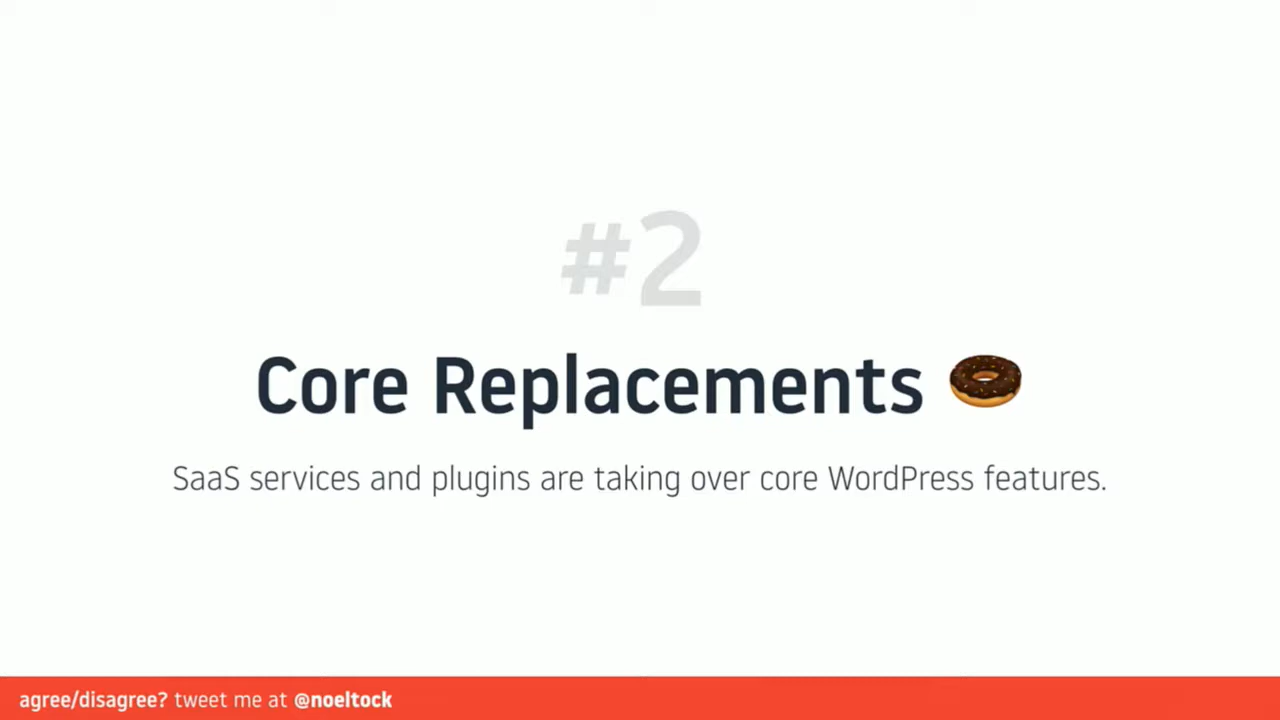 #2
Core Replacements
SaaS services and plugins are taking over core WordPress features.
agree/disagree? tweet me at @noeltock